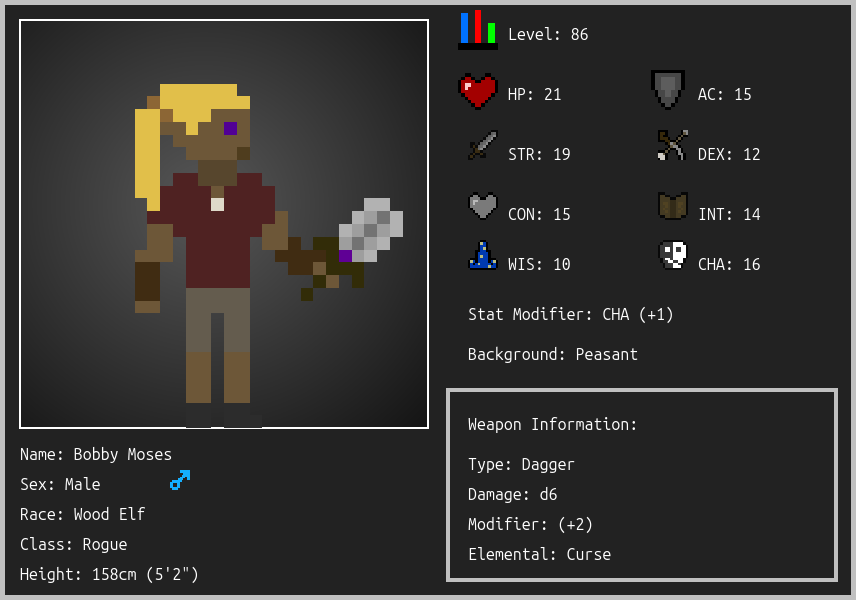 Level: 86
HP: 21
AC: 15
STR: 19
DEX: 12
CON: 15
INT: 14
WIS: 10
CHA: 16
Stat Modifier: CHA (+1)
Background: Peasant
Weapon Information:
Type: Dagger
Damage: d6
Modifier: (+2)
Elemental: Curse
Name: Bobby Moses
Sex: Male
Race: Wood Elf
Class: Rogue
Height: 158cm (5'2")